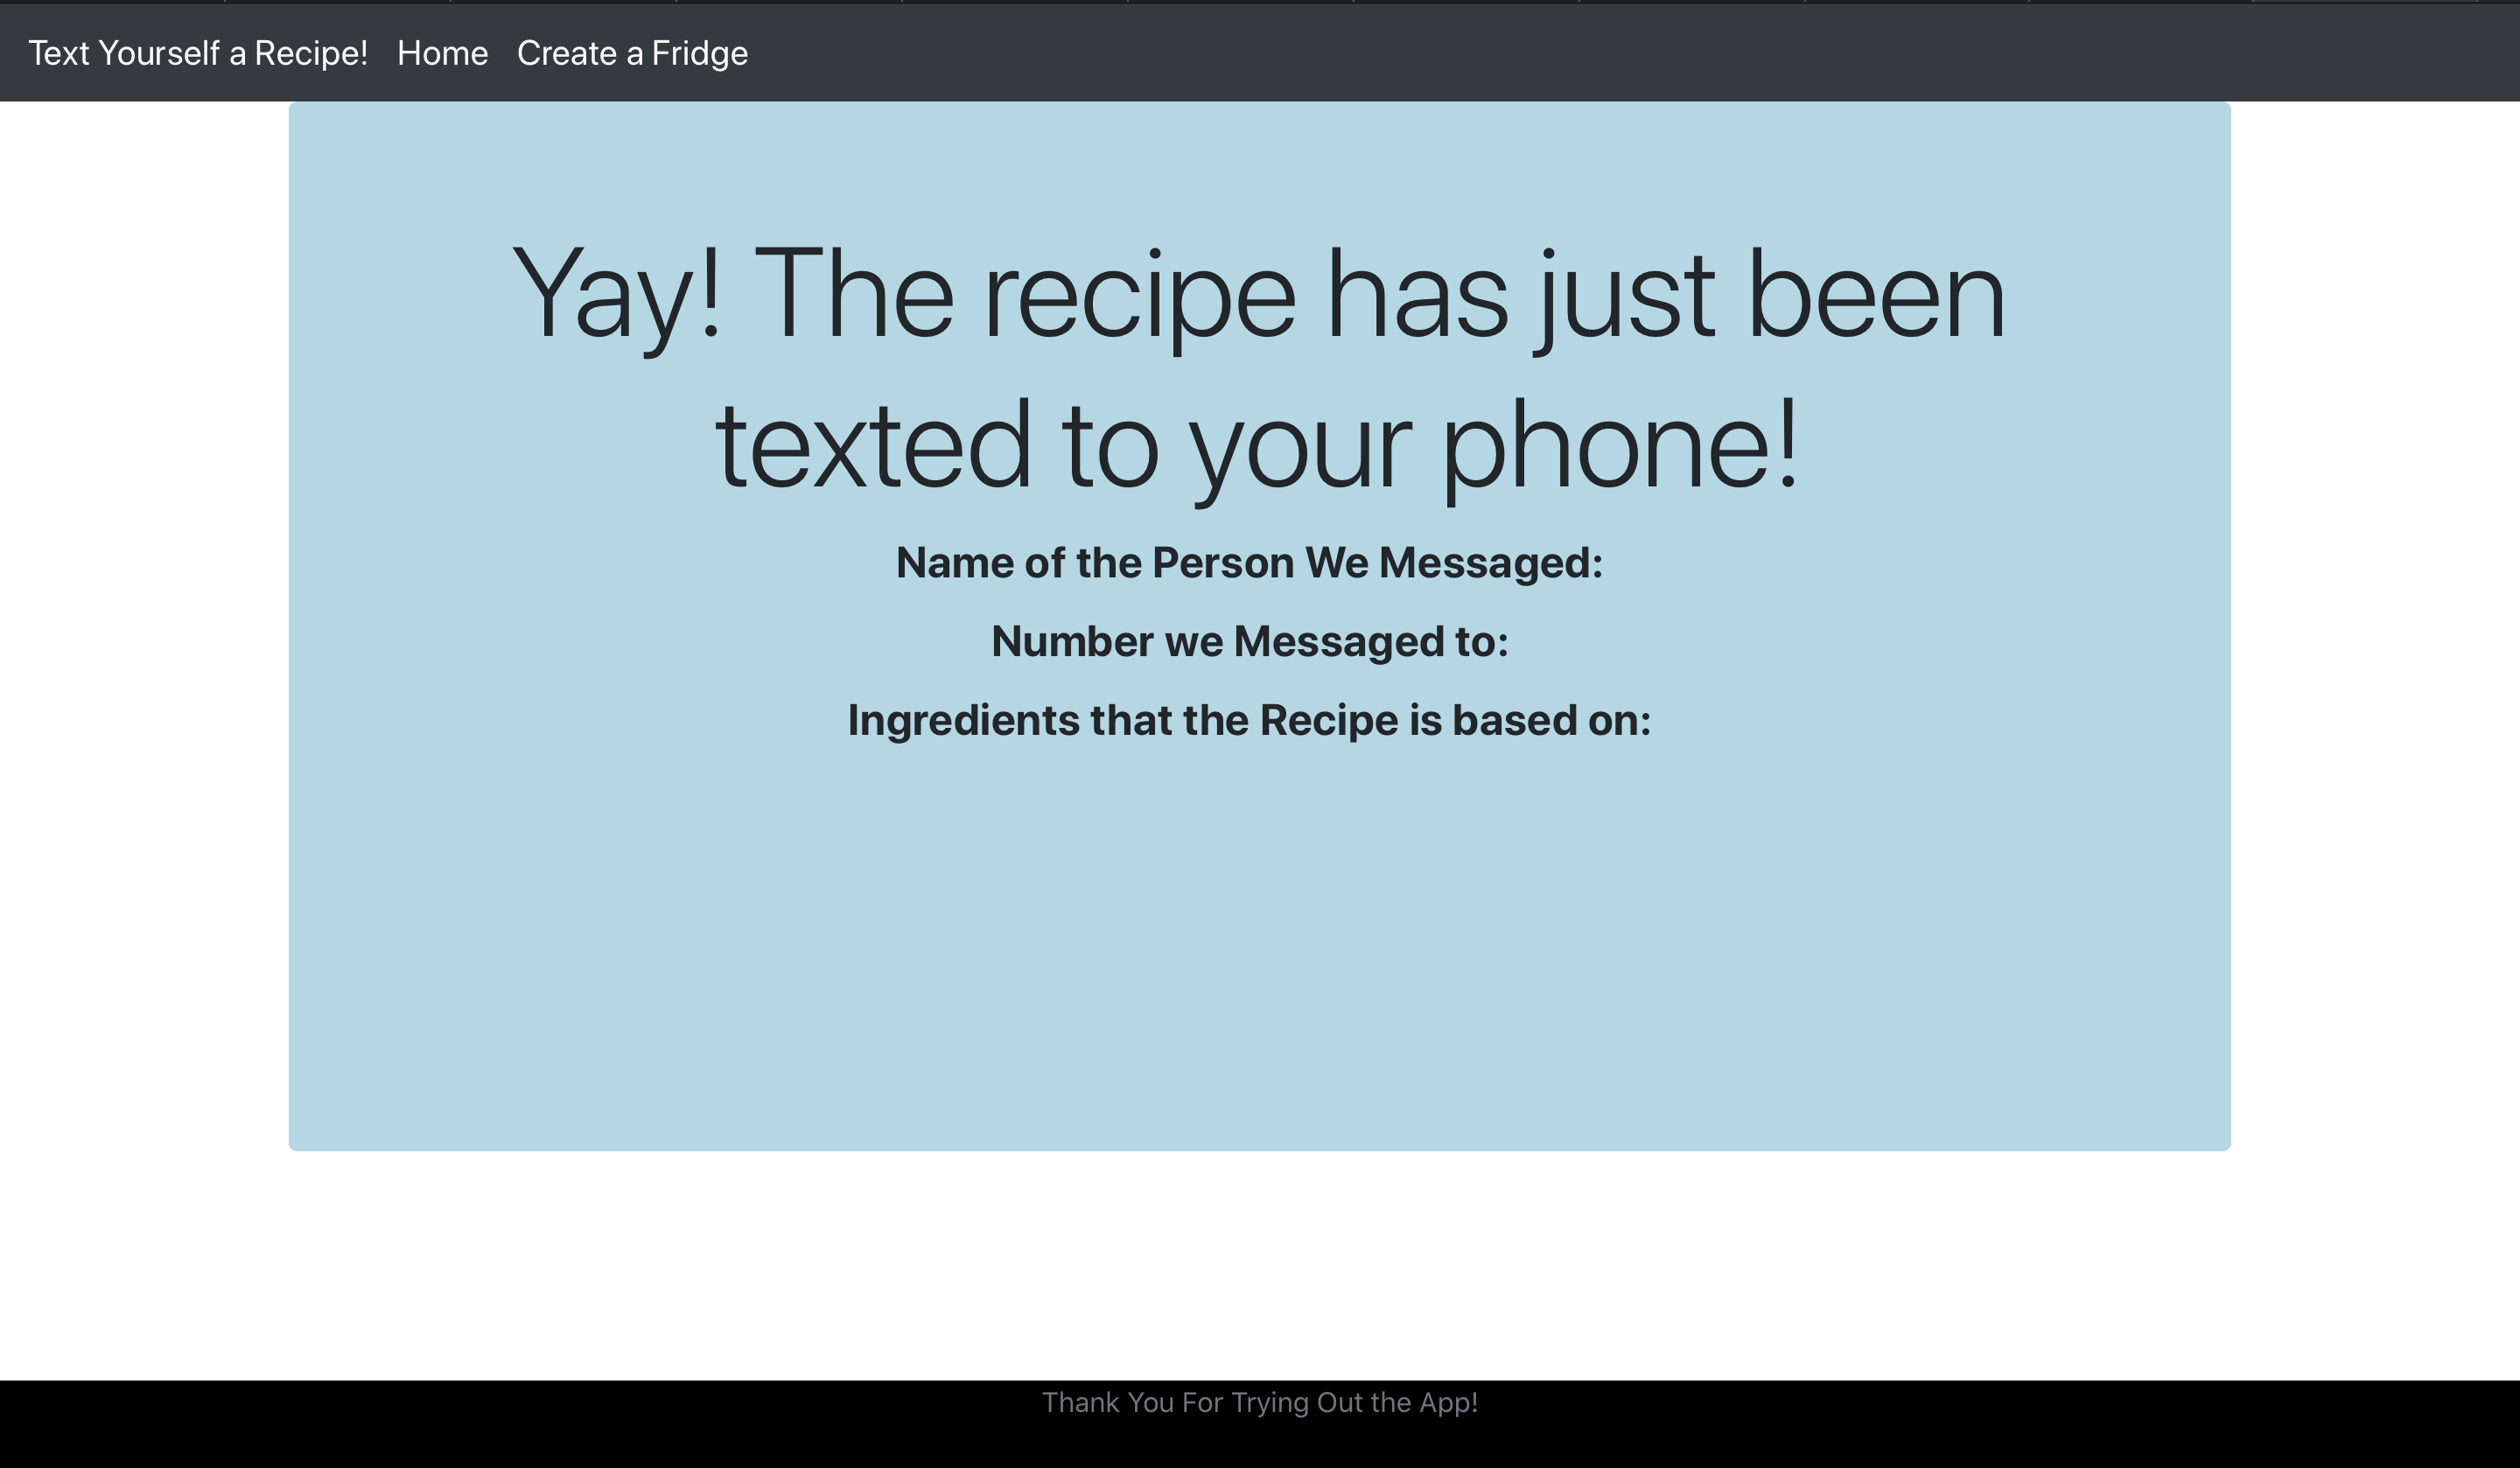 Text Yourself a Recipe! Home Create a Fridge
Yay! The recipe has just been
texted to your phone!
Name of the Person We Messaged:
Number we Messaged to:
Ingredients that the Recipe is based on:
Thank You For Trying Out the App!